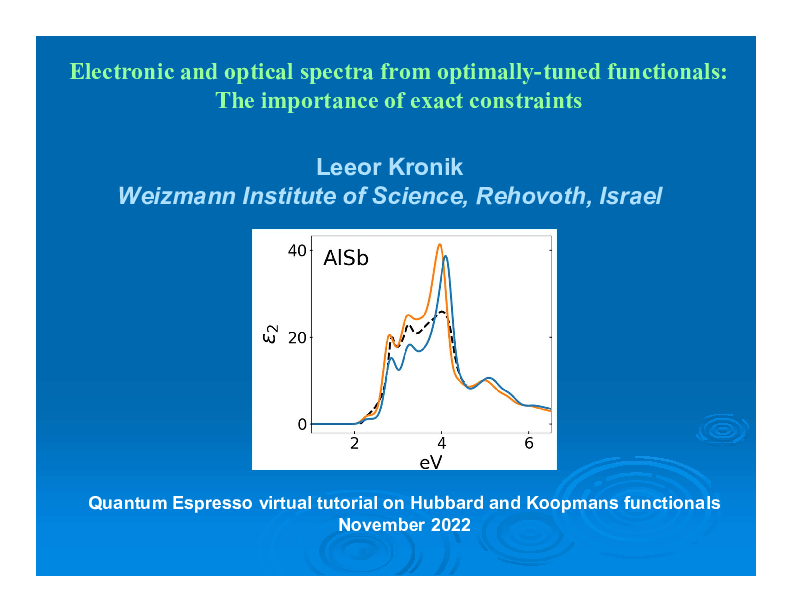 Electronic and optical spectra from optimally-tuned functionals:
The importance of exact constraints
Leeor Kronik
Weizmann Institute of Science, Rehovoth, Israel
40
AlSb
ε2
20
0
2 4 6
eV
Quantum Espresso virtual tutorial on Hubbard and Koopmans functionals
November 2022